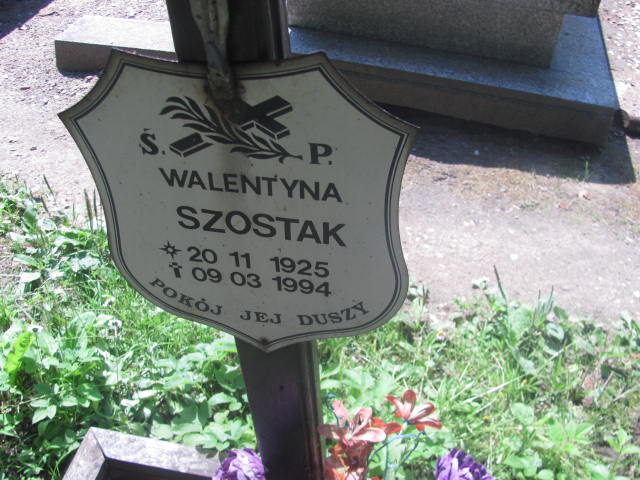 Ś. P.
WALENTYNA
SZOSTAK
20 11 1925
09 03 1994
POKÓJ JEJ DUSZY